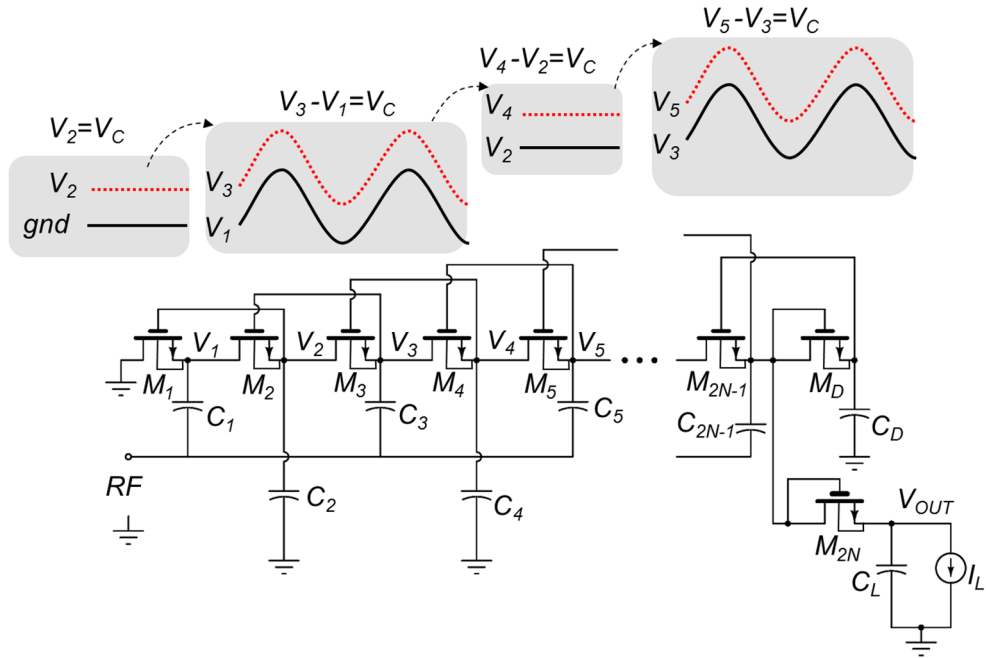 V5-V3=VC
V4-V2=VC
V3-V1=VC
V2=VC
V5
V4
V3
V2
V2
V3
gnd
V1
V1
V2
V3
V4
V5
M1
M2
M3
M4
M5
M2N-1
MD
C1
C3
C5
C2N-1
CD
RF
C2
C4
VOUT
M2N
CL
IL